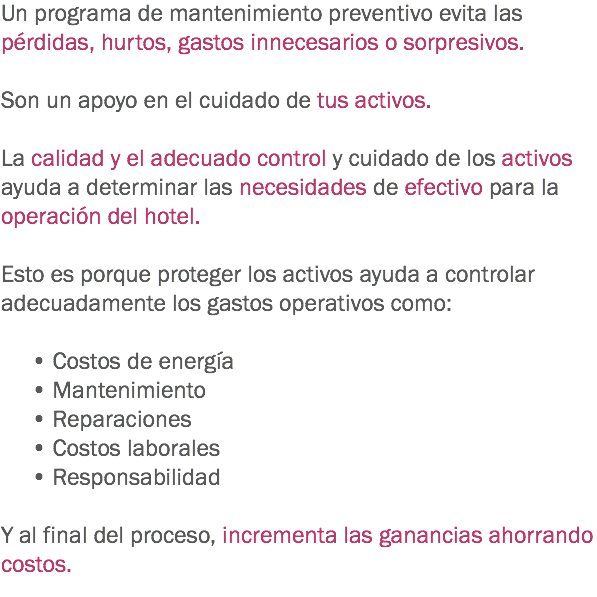 Un programa de mantenimiento preventivo evita las
pérdidas, hurtos, gastos innecesarios o sorpresivos.
Son un apoyo en el cuidado de tus activos.
La calidad y el adecuado control y cuidado de los activos
ayuda a determinar las necesidades de efectivo para la
operación del hotel.
Esto es porque proteger los activos ayuda a controlar
adecuadamente los gastos operativos como:
• Costos de energía
• Mantenimiento
• Reparaciones
• Costos laborales
• Responsabilidad
Y al final del proceso, incrementa las ganancias ahorrando
costos.